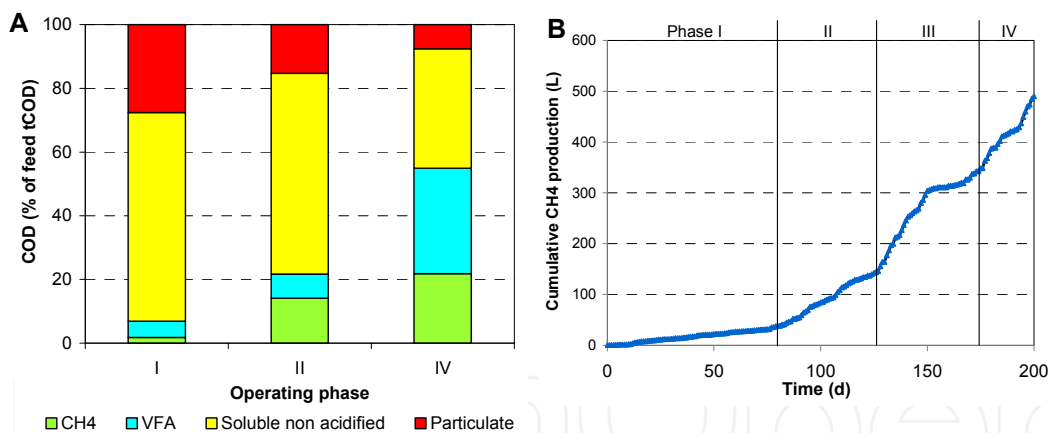 A
COD (% of feed tCOD)
100
80
60
40
20
0
I II IV
Operating phase
CH4 VFA Soluble non acidified Particulate
B
Phase I II III IV
Cumulative CH4 production (L)
600
500
400
300
200
100
0
0 50 100 150 200
Time (d)